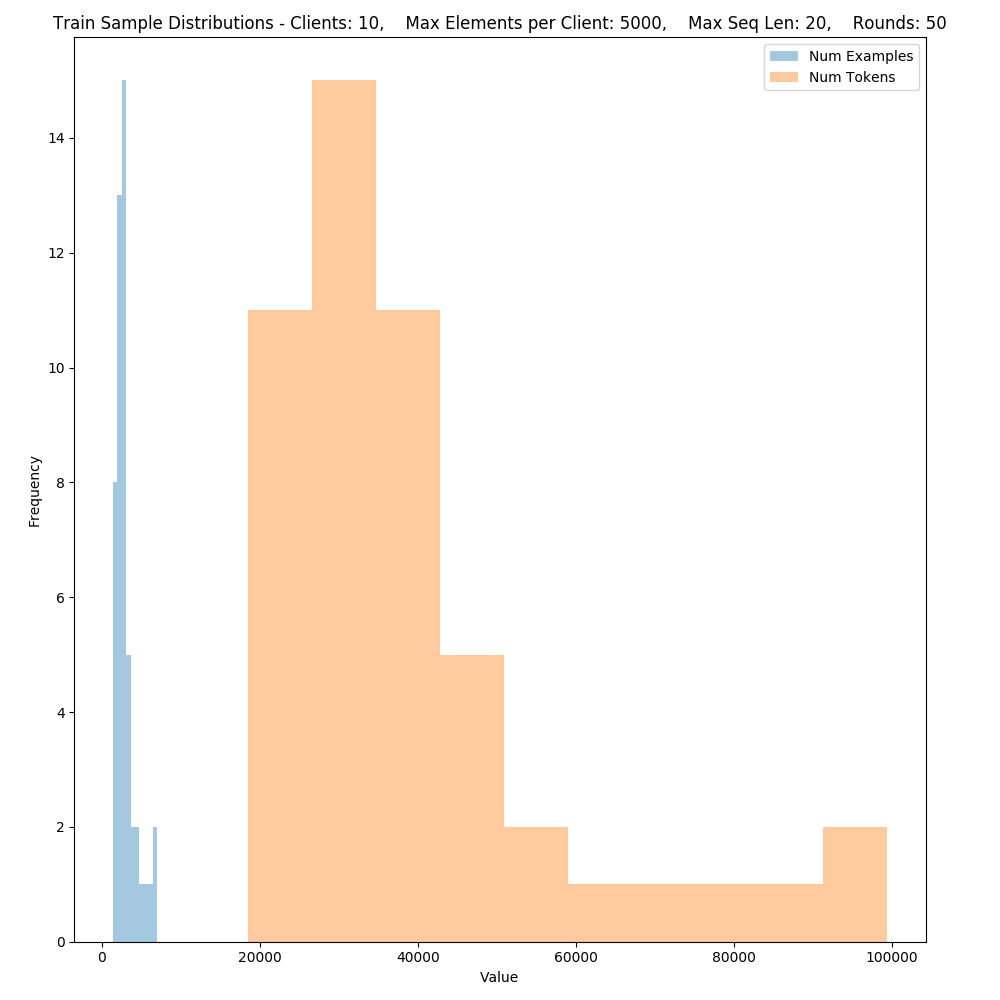 Train Sample Distributions - Clients: 10,    Max Elements per Client: 5000,    Max Seq Len: 20,    Rounds: 50
Num Examples
Num Tokens
14
12
10
8
6
4
2
0
Frequency
0 20000 40000 60000 80000 100000
Value